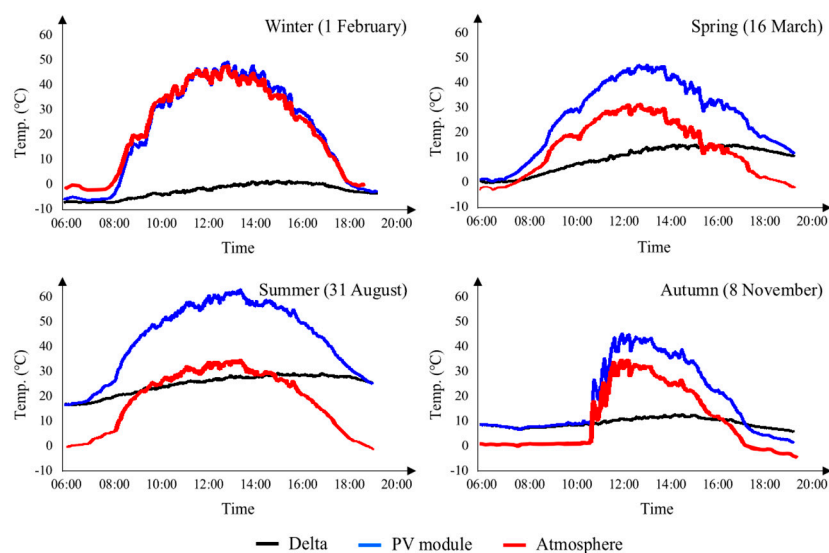 Winter (1 February)
Temp. (°C)
60
50
40
30
20
10
0
-10
06:00 08:00 10:00 12:00 14:00 16:00 18:00 20:00
Time
Spring (16 March)
Temp. (°C)
60
50
40
30
20
10
0
-10
06:00 08:00 10:00 12:00 14:00 16:00 18:00 20:00
Time
Summer (31 August)
Temp. (°C)
60
50
40
30
20
10
0
-10
06:00 08:00 10:00 12:00 14:00 16:00 18:00 20:00
Time
Autumn (8 November)
Temp. (°C)
60
50
40
30
20
10
0
-10
06:00 08:00 10:00 12:00 14:00 16:00 18:00 20:00
Time
Delta PV module Atmosphere